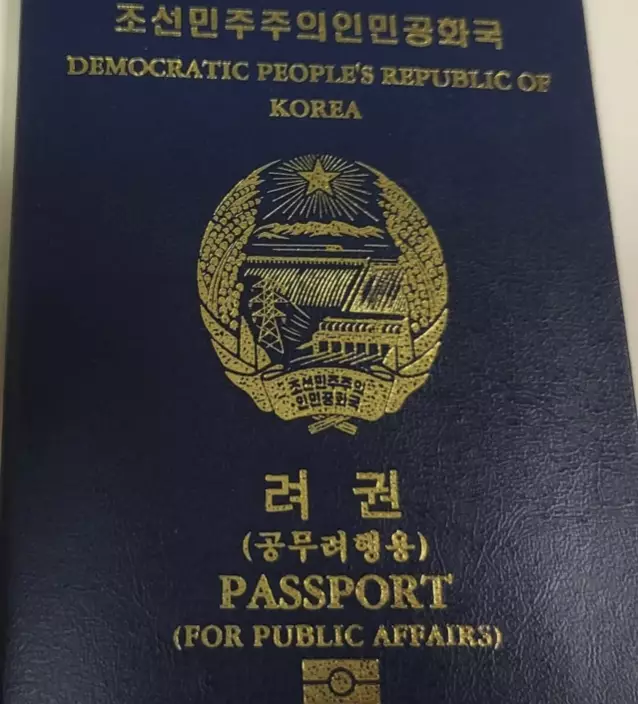 조선민주주의인민공화국
DEMOCRATIC PEOPLE'S REPUBLIC OF
KOREA
조선민주주의
인민공화국
려 권
(공무려행용)
PASSPORT
(FOR PUBLIC AFFAIRS)